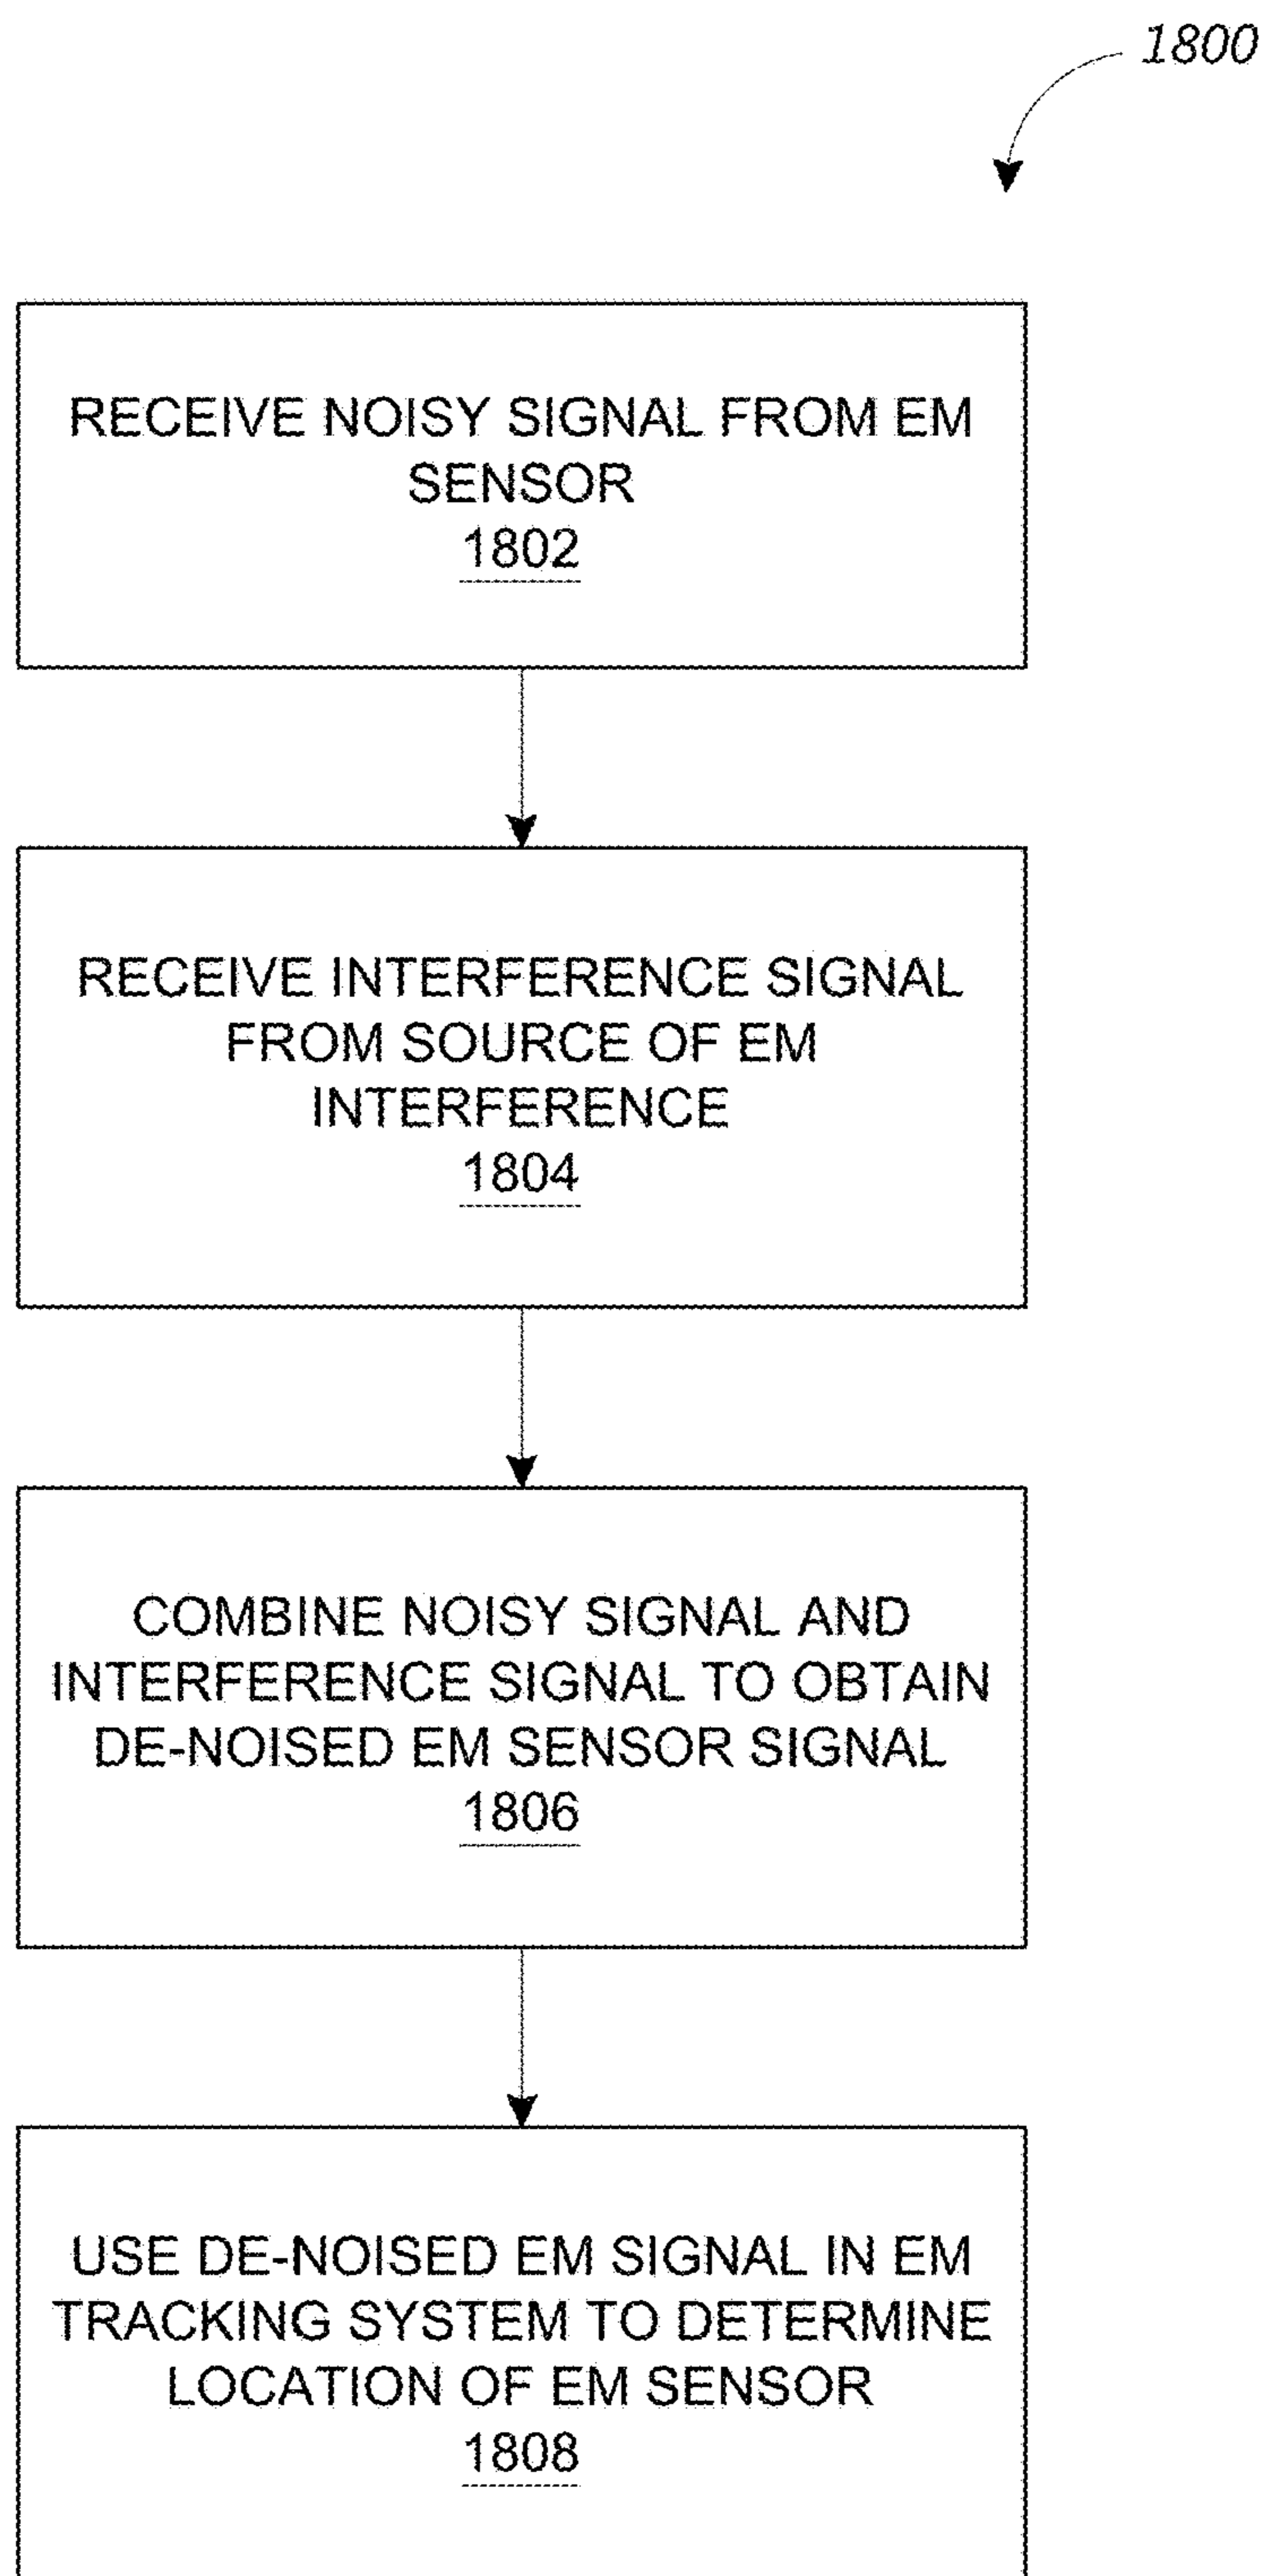 1800
RECEIVE NOISY SIGNAL FROM EM
SENSOR
1802
RECEIVE INTERFERENCE SIGNAL
FROM SOURCE OF EM
INTERFERENCE
1804
COMBINE NOISY SIGNAL AND
INTERFERENCE SIGNAL TO OBTAIN
DE-NOISED EM SENSOR SIGNAL
1806
USE DE-NOISED EM SIGNAL IN EM
TRACKING SYSTEM TO DETERMINE
LOCATION OF EM SENSOR
1808